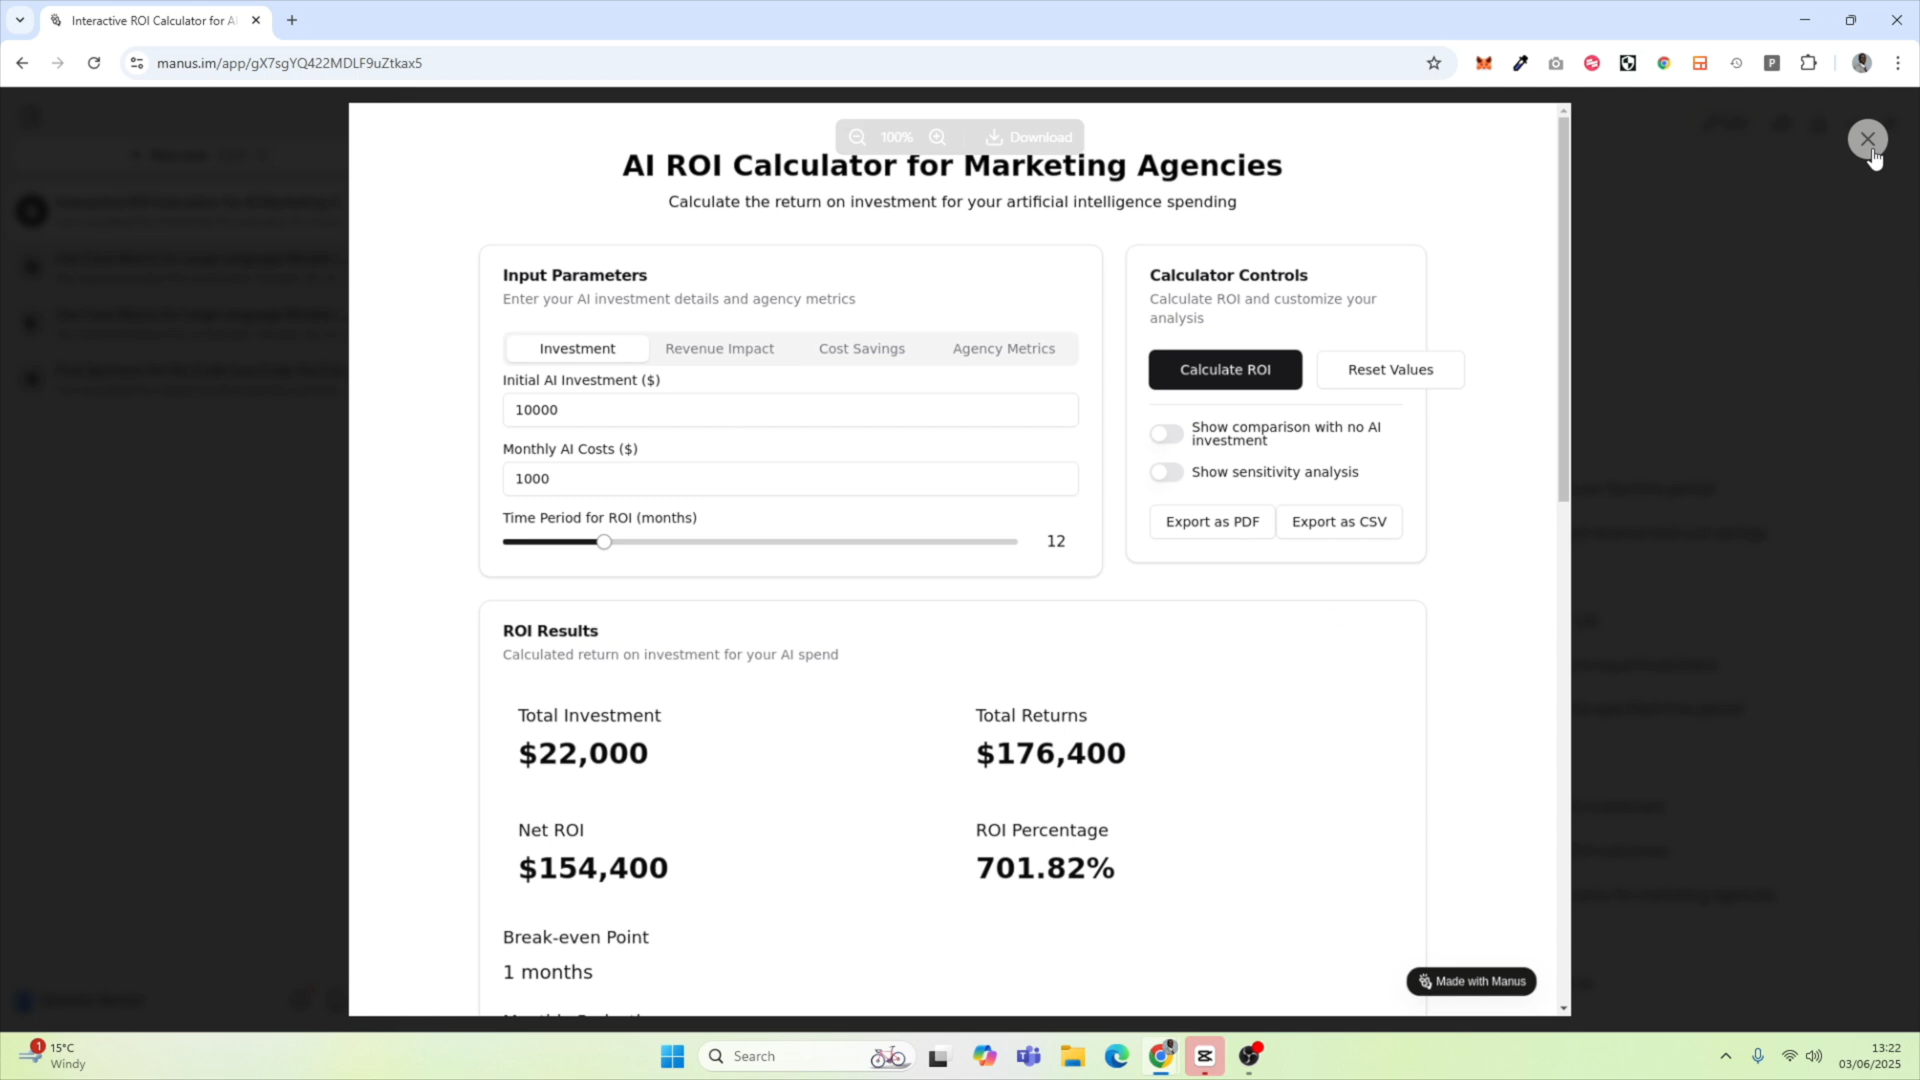 Interactive ROI Calculator for A
manus.im/app/gX7sgYQ422MDLF9uZtkax5
100%
Download
AI ROI Calculator for Marketing Agencies
Calculate the return on investment for your artificial intelligence spending
Input Parameters
Enter your AI investment details and agency metrics
Investment
Revenue Impact
Cost Savings
Agency Metrics
Initial AI Investment ($)
10000
Monthly AI Costs ($)
1000
Time Period for ROI (months)
12
Calculator Controls
Calculate ROI and customize your
analysis
Calculate ROI
Reset Values
Show comparison with no AI
investment
Show sensitivity analysis
Export as PDF
Export as CSV
ROI Results
Calculated return on investment for your AI spend
Total Investment
$22,000
Total Returns
$176,400
Net ROI
$154,400
ROI Percentage
701.82%
Break-even Point
1 months
Made with Manus
1
15°C
Windy
Search
13:22
03/06/2025